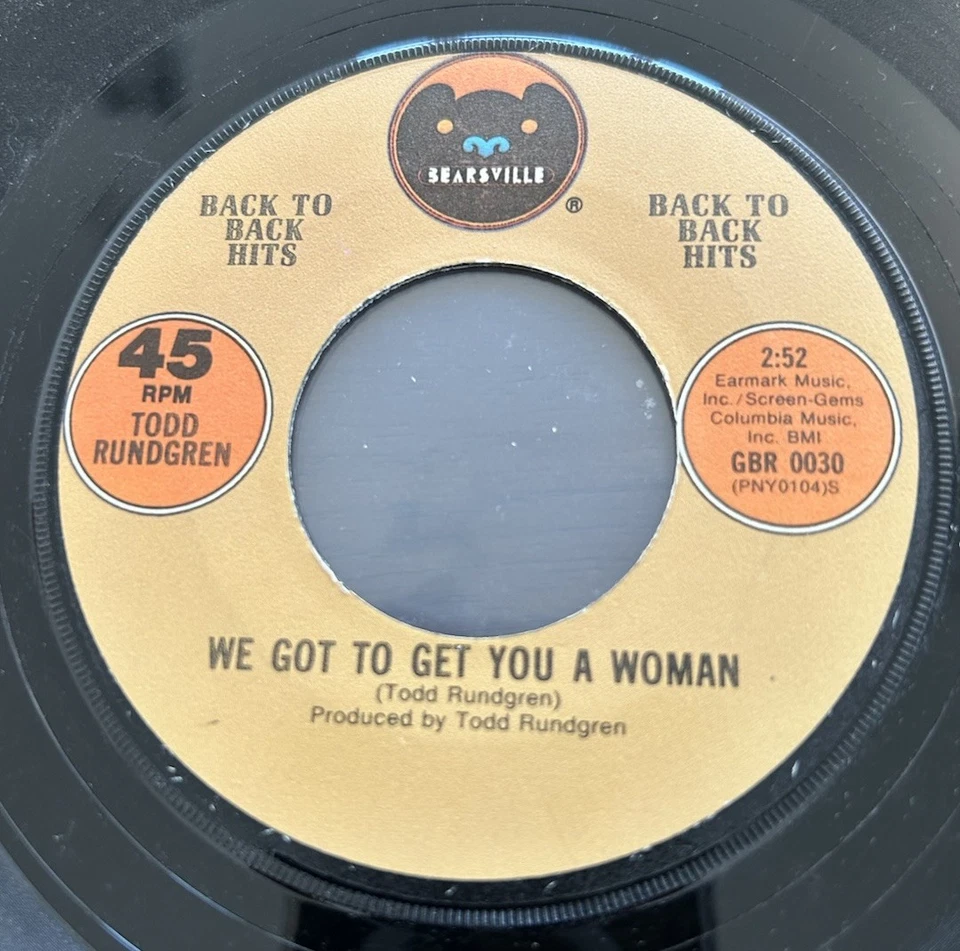 BEARSVILLE
®
BACK TO
BACK
HITS
BACK TO
BACK
HITS
45
RPM
TODD
RUNDGREN
2:52
Earmark Music,
Inc./Screen-Gems
Columbia Music,
Inc. BMI
GBR 0030
(PNY0104)S
WE GOT TO GET YOU A WOMAN
(Todd Rundgren)
Produced by Todd Rundgren